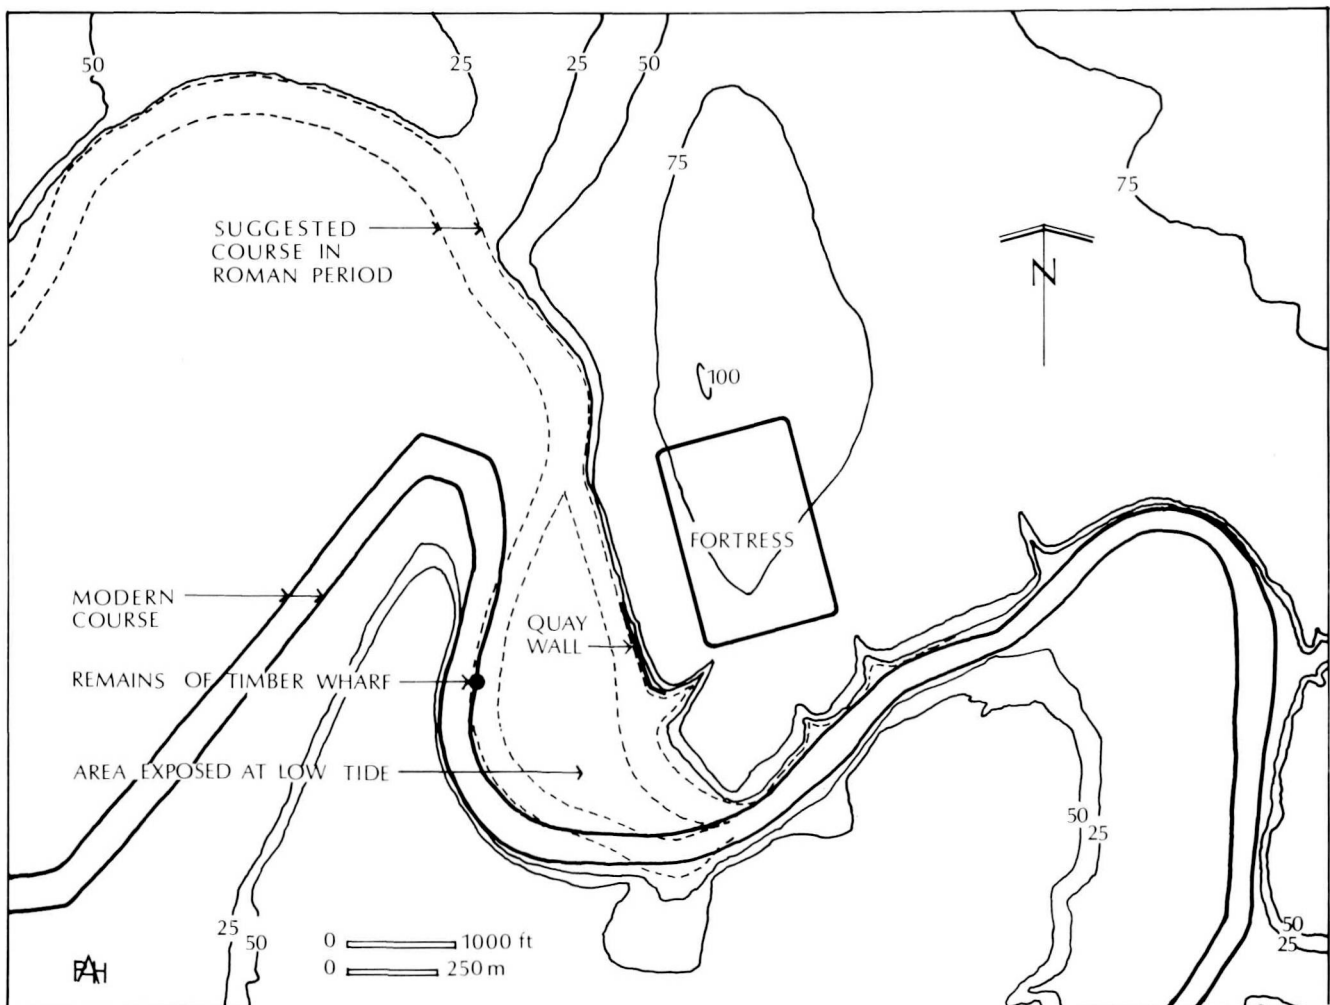 50
25
25
50
75
75
SUGGESTED
COURSE IN
ROMAN PERIOD
N
100
FORTRESS
MODERN
COURSE
QUAY
WALL
REMAINS OF TIMBER WHARF
AREA EXPOSED AT LOW TIDE
50
25
25
50
50
25
0 1000 ft
0 250 m
PAH